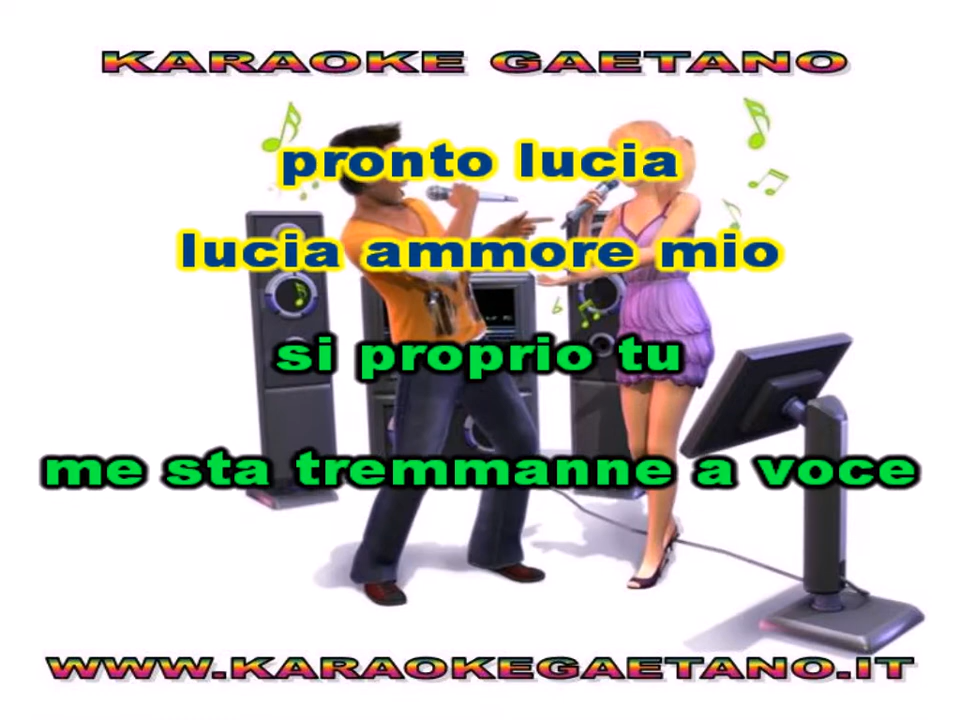 KARAOKE GAETANO
pronto lucia
lucia ammore mio
si proprio tu
me sta tremmanne a voce
WWW.KARAOKEGAETANO.IT